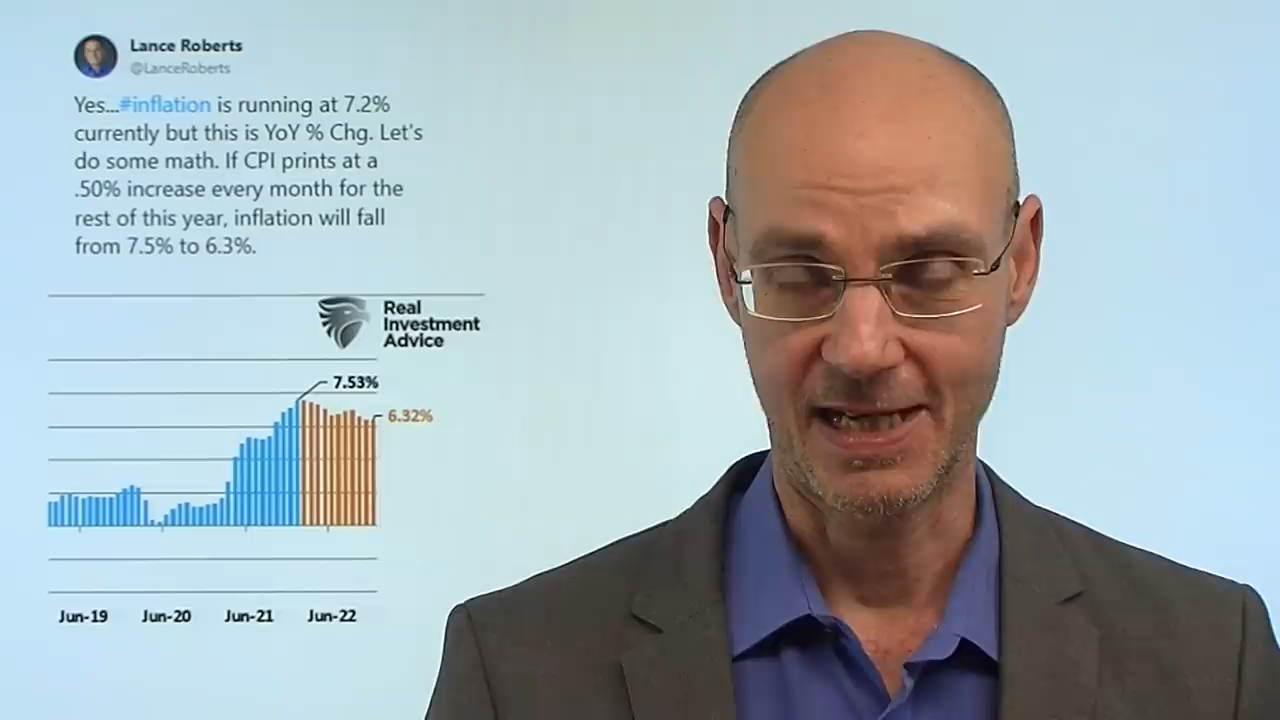 Lance Roberts
@LanceRoberts
Yes...#inflation is running at 7.2%
currently but this is YoY % Chg. Let's
do some math. If CPI prints at a
.50% increase every month for the
rest of this year, inflation will fall
from 7.5% to 6.3%.
Real
Investment
Advice
7.53%
6.32%
Jun-19 Jun-20 Jun-21 Jun-22